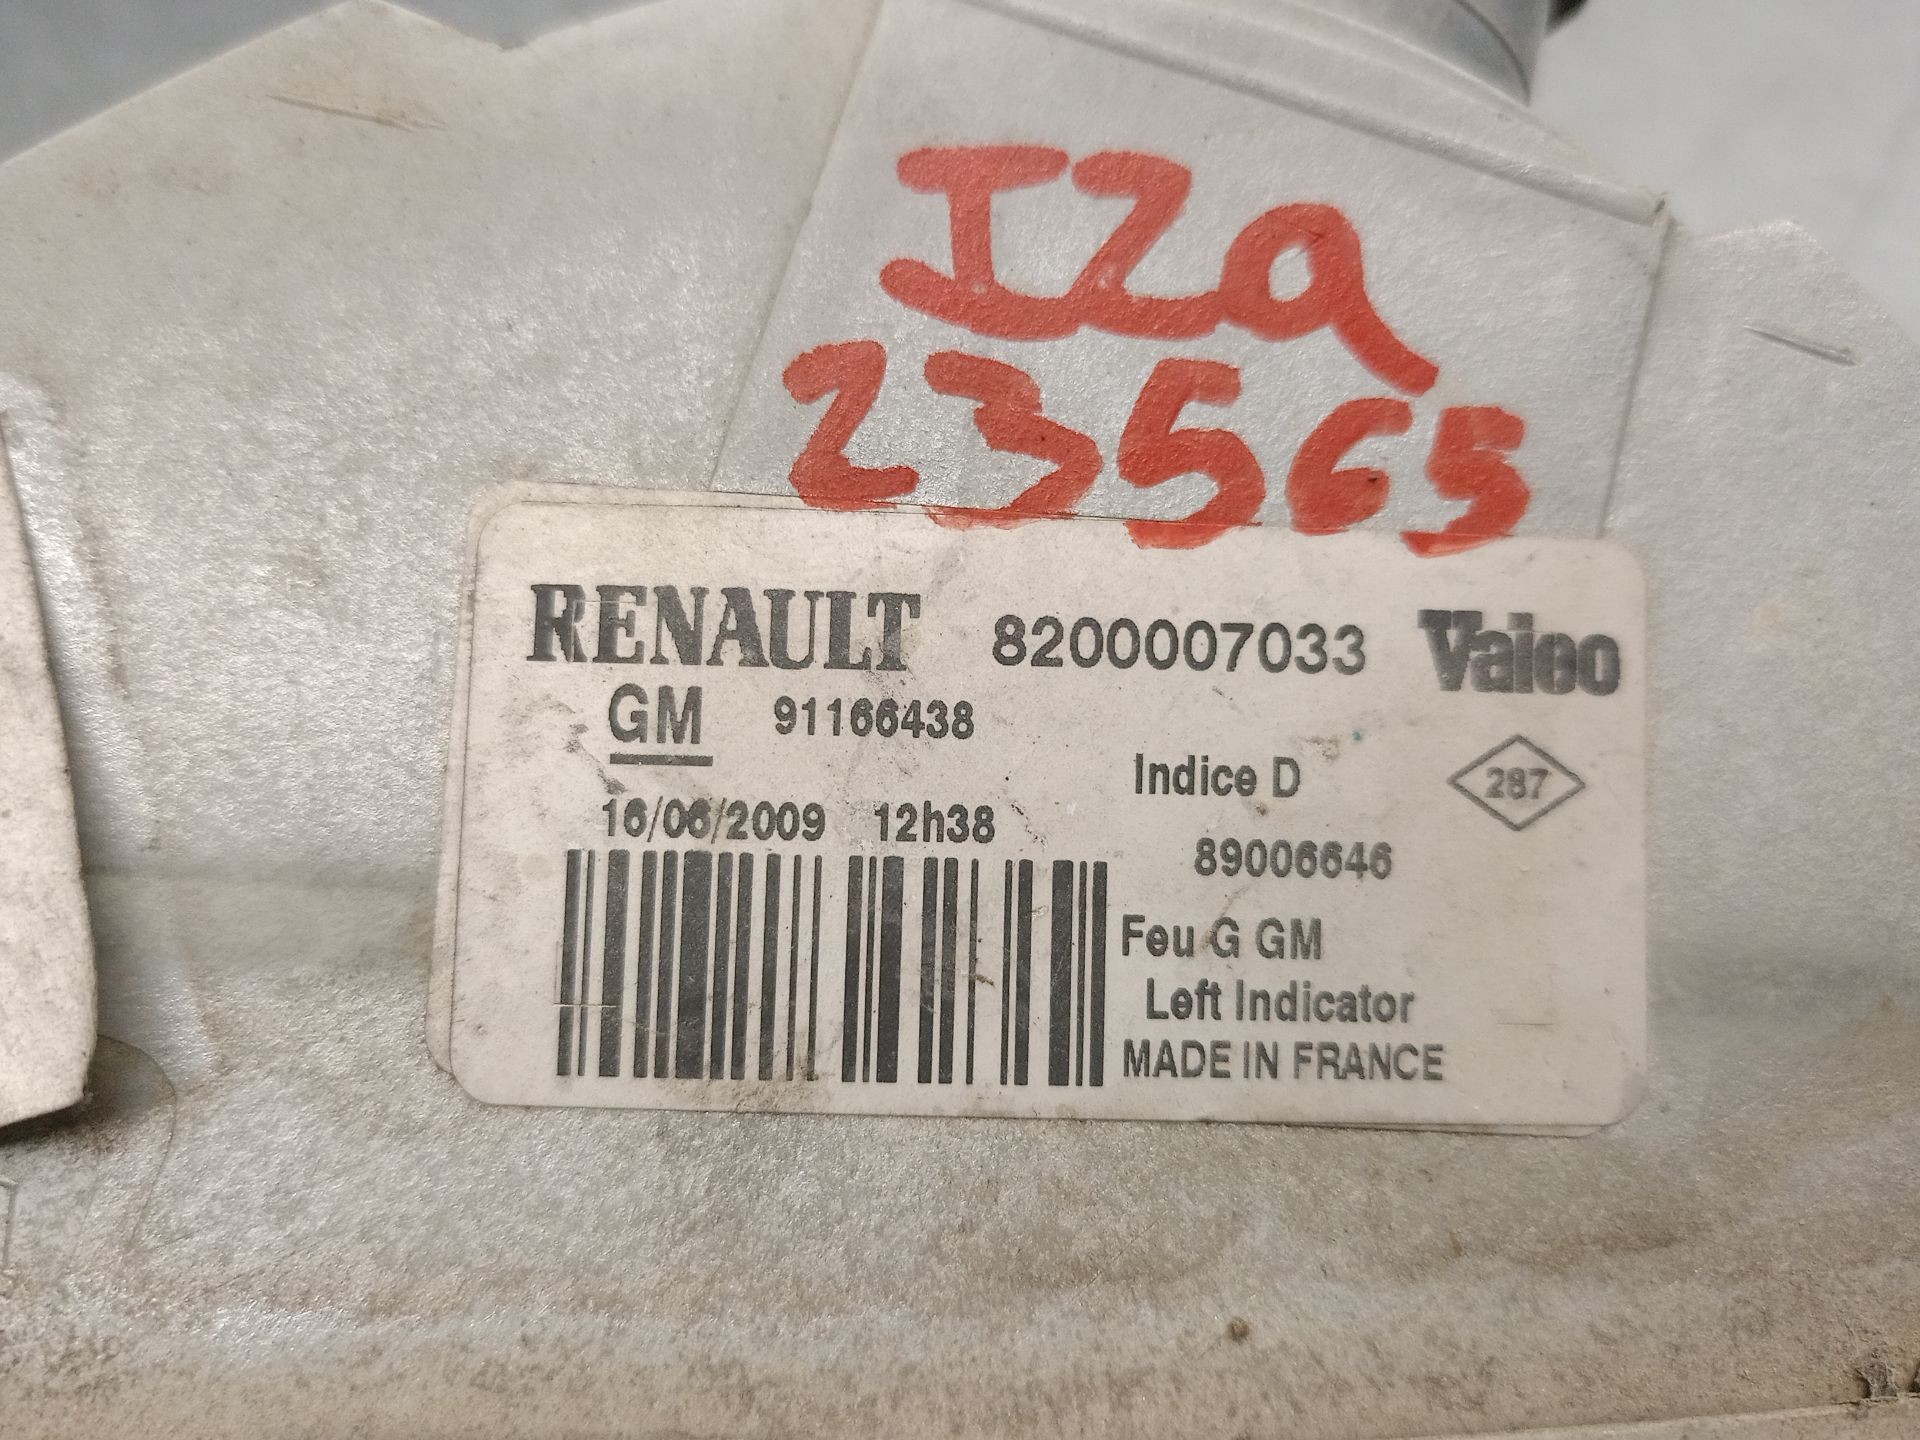 Iza
23565
RENAULT 8200007033 Valeo
GM 91166438
Indice D 287
16/06/2009 12h38
89006646
Feu G GM
Left Indicator
MADE IN FRANCE